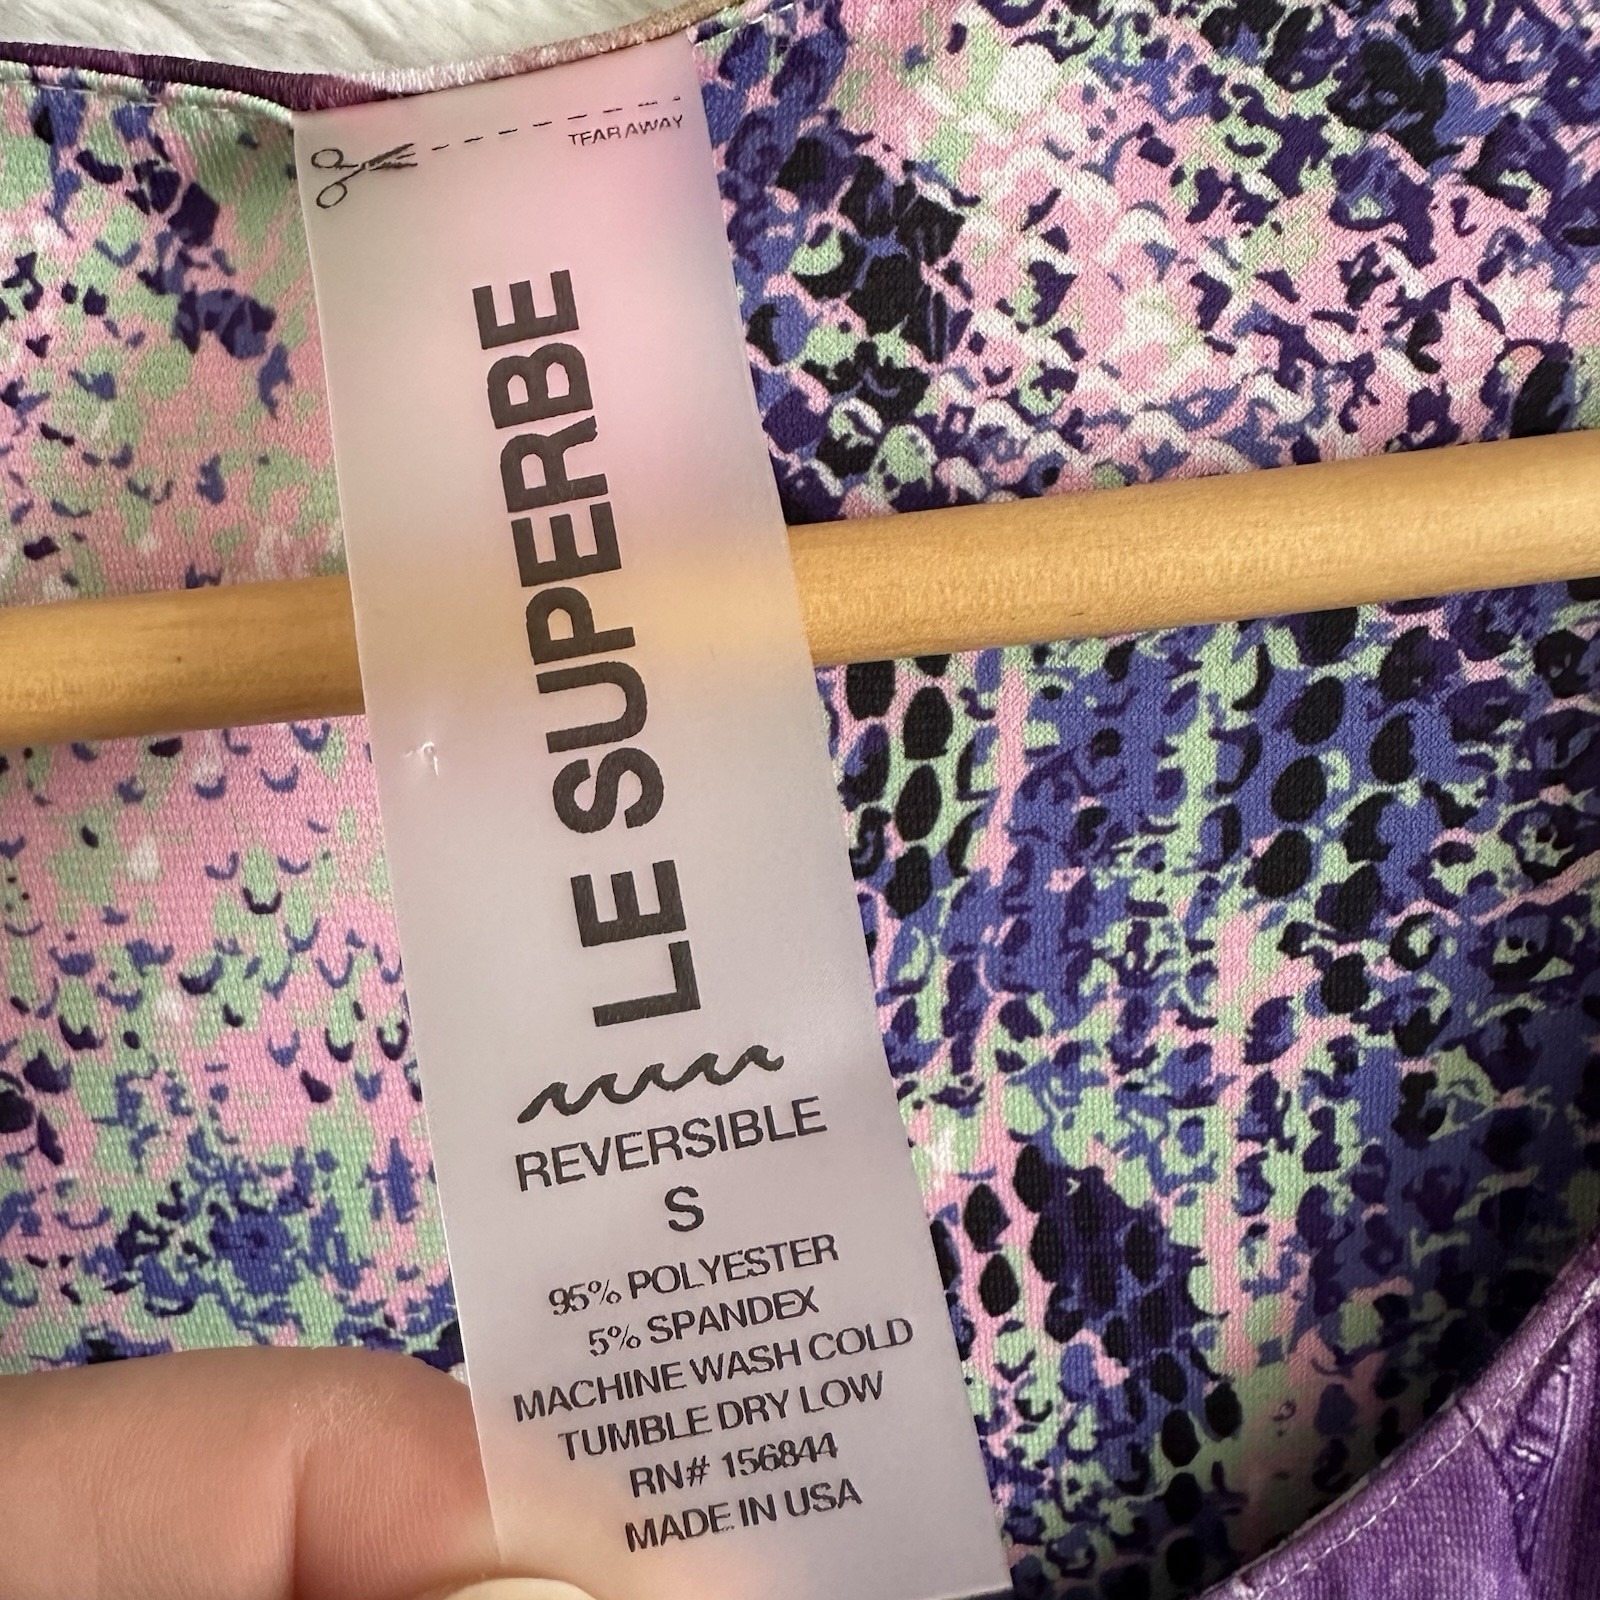 TEAR AWAY
LE SUPERBE
REVERSIBLE
S
95% POLYESTER
5% SPANDEX
MACHINE WASH COLD
TUMBLE DRY LOW
RN# 156844
MADE IN USA